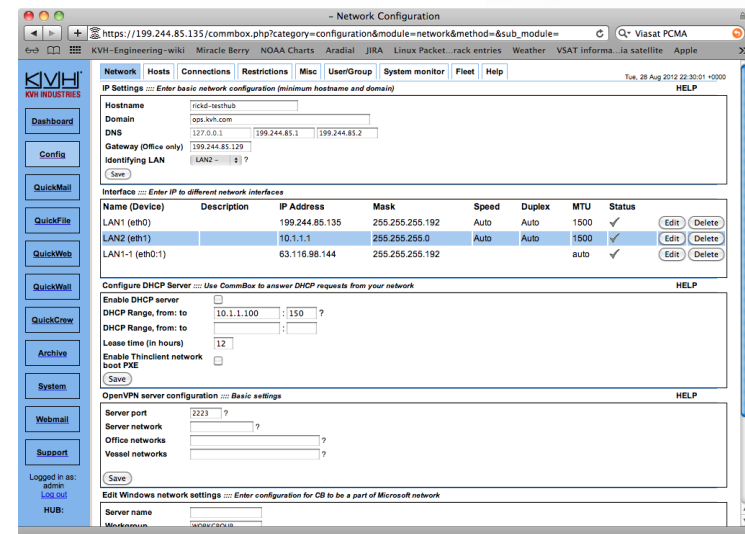 – Network Configuration
https://199.244.85.135/commbox.php?category=configuration&module=network&method=&sub_module=
Viasat PCMA
KVH-Engineering-wiki Miracle Berry NOAA Charts Aradial JIRA Linux Packet...rack entries Weather VSAT informa...ia satellite Apple
KVH
KVH INDUSTRIES
Network Hosts Connections Restrictions Misc User/Group System monitor Fleet Help
Tue, 28 Aug 2012 22:30:01 +0000
IP Settings :::: Enter basic network configuration (minimum hostname and domain) HELP
Hostname rickd-testhub
Domain ops.kvh.com
DNS 127.0.0.1 199.244.85.1 199.244.85.2
Gateway (Office only) 199.244.85.129
Identifying LAN LAN2 – ?
Save
Interface :::: Enter IP to different network interfaces
Name (Device) Description IP Address Mask Speed Duplex MTU Status
LAN1 (eth0) 199.244.85.135 255.255.255.192 Auto Auto 1500 Edit Delete
LAN2 (eth1) 10.1.1.1 255.255.255.0 Auto Auto 1500 Edit Delete
LAN1-1 (eth0:1) 63.116.98.144 255.255.255.192 auto Edit Delete
Configure DHCP Server :::: Use CommBox to answer DHCP requests from your network HELP
Enable DHCP server
DHCP Range, from: to 10.1.1.100 : 150 ?
DHCP Range, from: to :
Lease time (in hours) 12
Enable Thinclient network
boot PXE
Save
OpenVPN server configuration :::: Basic settings HELP
Server port 2223 ?
Server network ?
Office networks ?
Vessel networks ?
Save
Edit Windows network settings :::: Enter configuration for CB to be a part of Microsoft network
Server name
Workgroup WORKGROUP
Dashboard
Config
QuickMail
QuickFile
QuickWeb
QuickWall
QuickCrew
Archive
System
Webmail
Support
Logged in as:
admin
Log out
HUB: